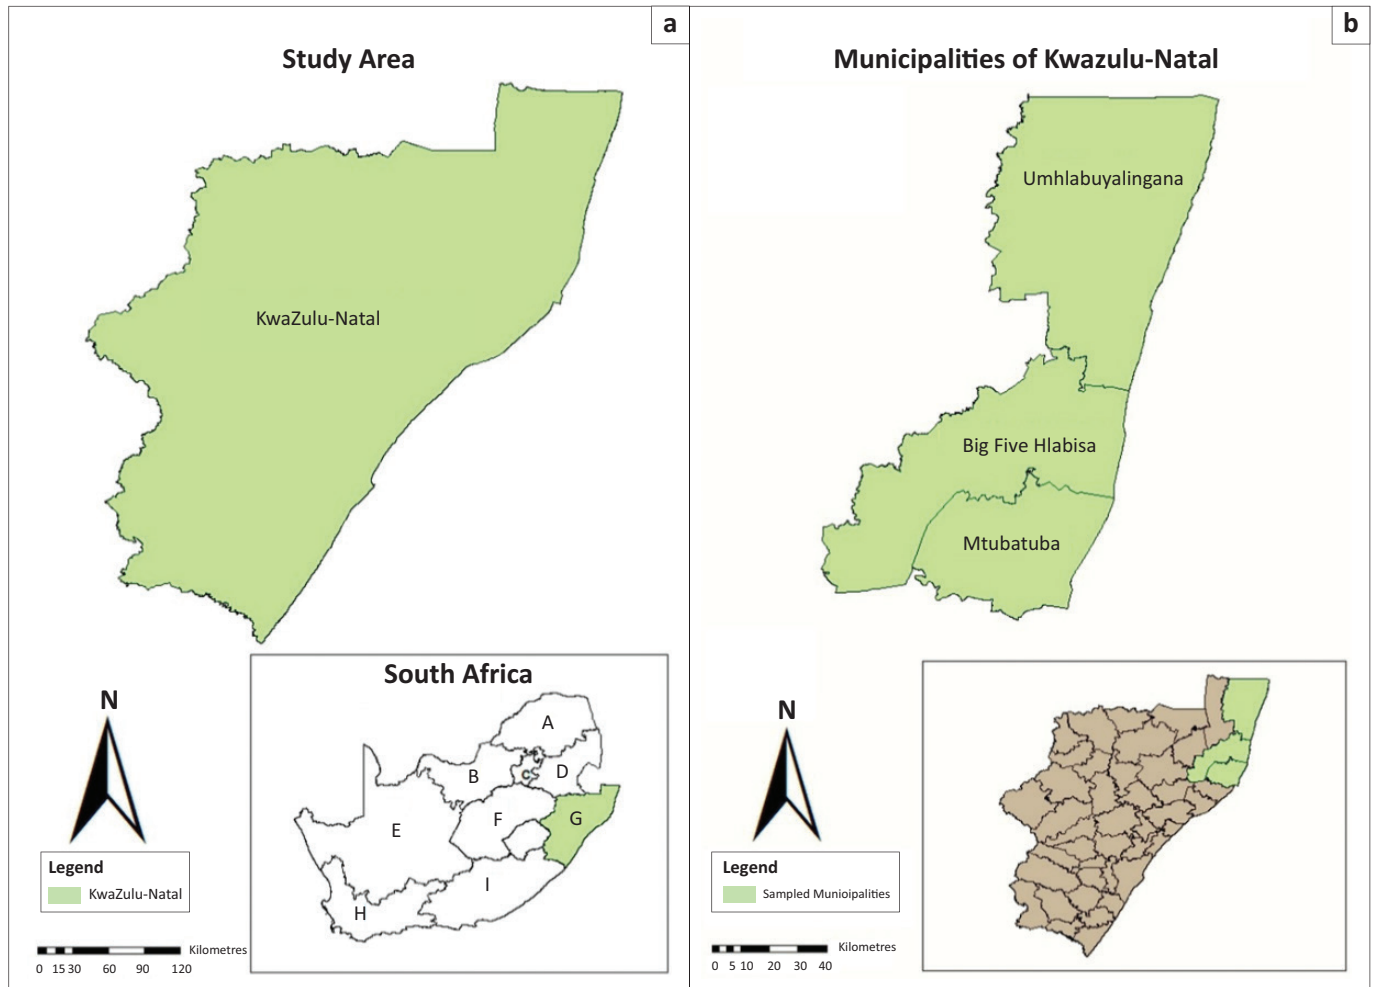 a
Study Area
KwaZulu-Natal
South Africa
A
B
C
D
E
F
G
H
I
N
Legend
KwaZulu-Natal
Kilometres
0 15 30 60 90 120
b
Municipalities of Kwazulu-Natal
Umhlabuyalingana
Big Five Hlabisa
Mtubatuba
N
Legend
Sampled Munioipalities
Kilometres
0 5 10 20 30 40